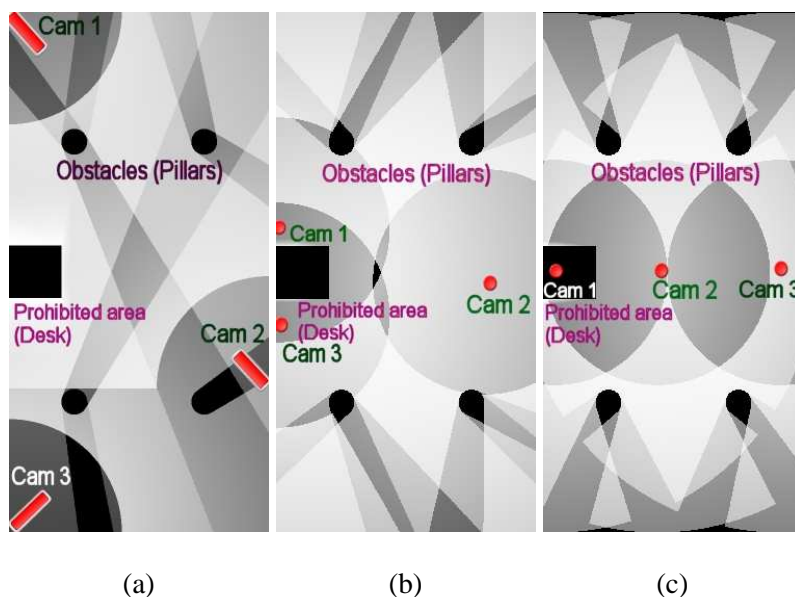 Cam 1
Obstacles (Pillars)
Prohibited area
(Desk)
Cam 2
Cam 3
Obstacles (Pillars)
Cam 1
Cam 2
Prohibited area
(Desk)
Cam 3
Obstacles (Pillars)
Cam 1
Cam 2
Cam 3
Prohibited area
(Desk)
(a)
(b)
(c)